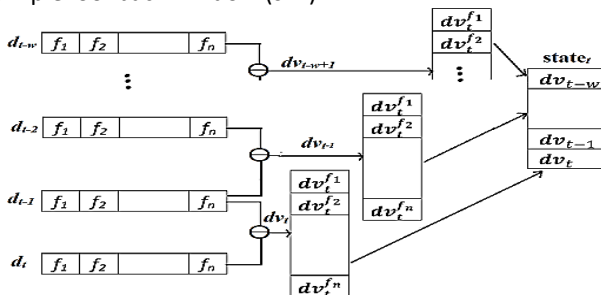 d_{t-w} f_1 f_2 f_n
dv_{t-w+1}
dv_t^{f_1}
dv_t^{f_2}
⋮
state_t
dv_{t-w}
dv_{t-1}
dv_t
⋮
d_{t-2} f_1 f_2 f_n
dv_{t-1}
dv_t^{f_1}
dv_t^{f_2}
dv_t^{f_n}
d_{t-1} f_1 f_2 f_n
dv_t
dv_t^{f_1}
dv_t^{f_2}
dv_t^{f_n}
d_t f_1 f_2 f_n